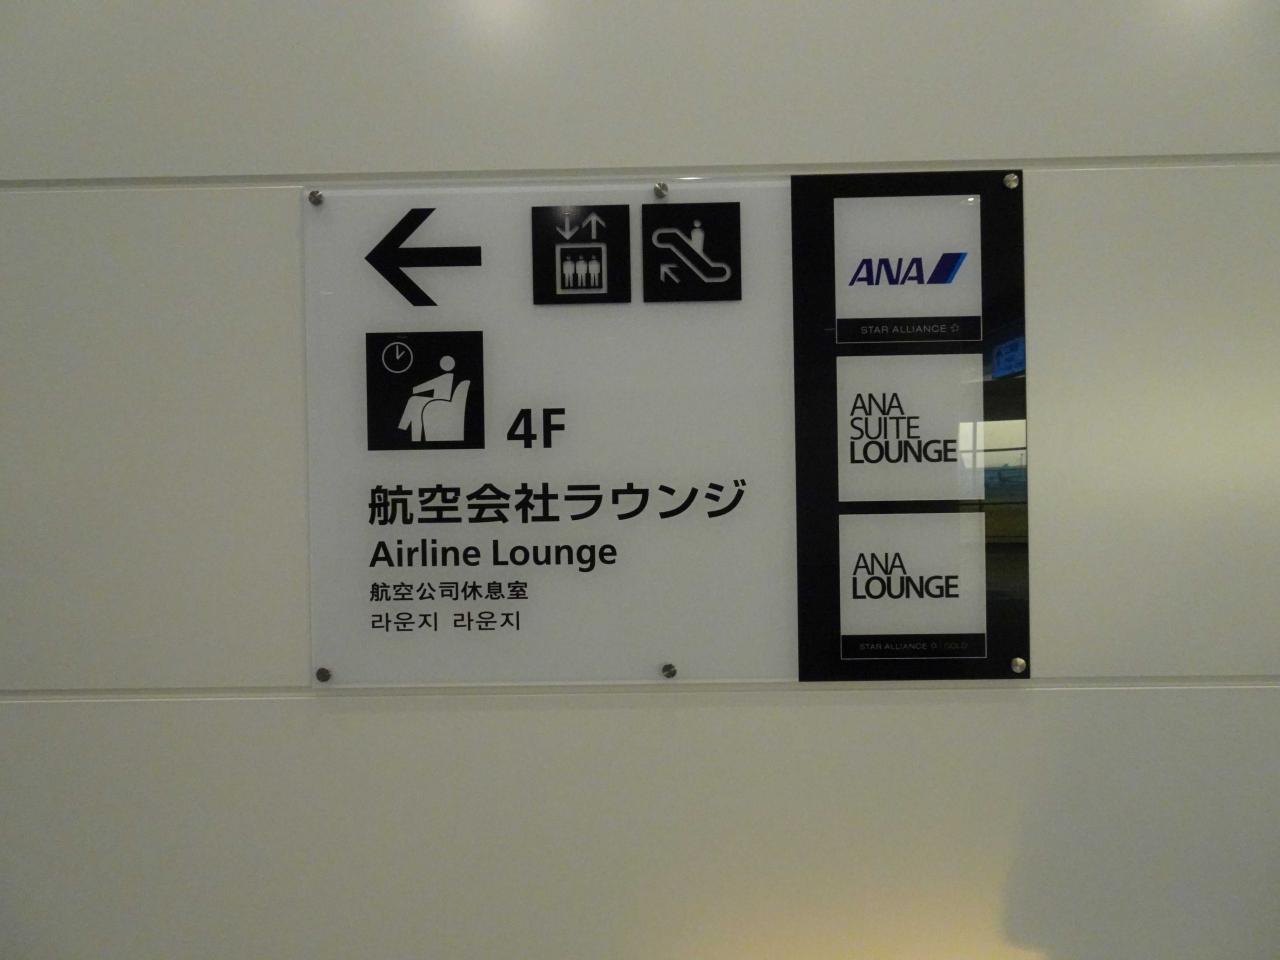 4F
航空会社ラウンジ
Airline Lounge
航空公司休息室
라운지 라운지
ANA
STAR ALLIANCE
ANA
SUITE
LOUNGE
ANA
LOUNGE
STAR ALLIANCE GOLD